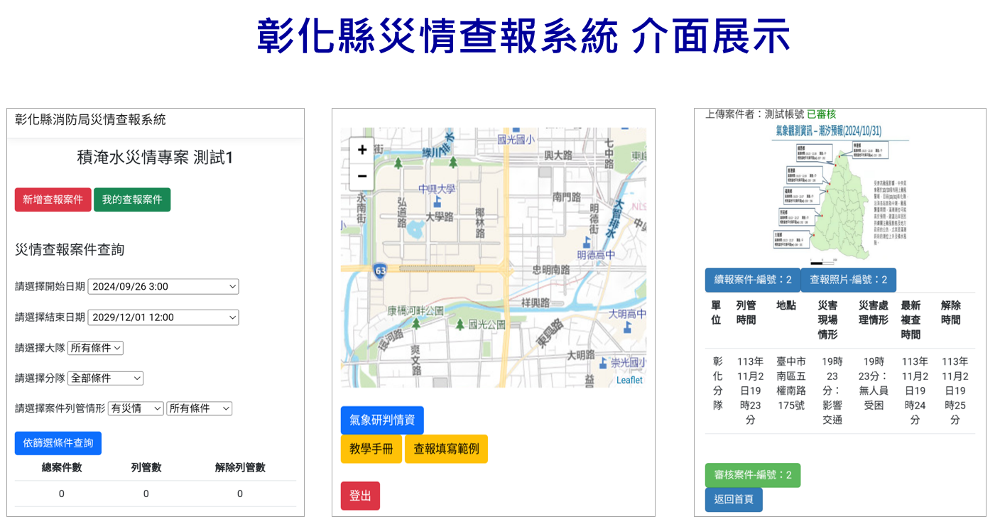 彰化縣災情查報系統 介面展示
彰化縣消防局災情查報系統
積淹水災情專案 測試1
新增查報案件 我的查報案件
災情查報案件查詢
請選擇開始日期 2024/09/26 3:00
請選擇結束日期 2029/12/01 12:00
請選擇大隊 所有條件
請選擇分隊 全部條件
請選擇案件列管情形 有災情 所有條件
依篩選條件查詢
總案件數 列管數 解除列管數
0 0 0
+
−
街
綠川排水
國光國小
興大路
七中路
中興大學
永南街
弘道路
大學路
椰林路
南門路
明德街
大智排水
NLS
明德高中
63
忠明南路
康橋河畔公園
祥興路
國光公園
大明高中
環河路
爽文路
東興路
大明路
崇光國小
Leaflet
氣象研判情資
教學手冊 查報填寫範例
登出
上傳案件者：測試帳號 已審核
氣象觀測資訊 – 潮汐預報(2024/10/31)
續報案件-編號：2 查報照片-編號：2
單位 列管時間 地點 災害現場情形 災害處理情形 最新複查時間 解除時間
彰化分隊 113年11月2日19時23分 臺中市南區五權南路175號 19時23分：影響交通 19時23分：無人員受困 113年11月2日19時24分 113年11月2日19時25分
審核案件-編號：2
返回首頁